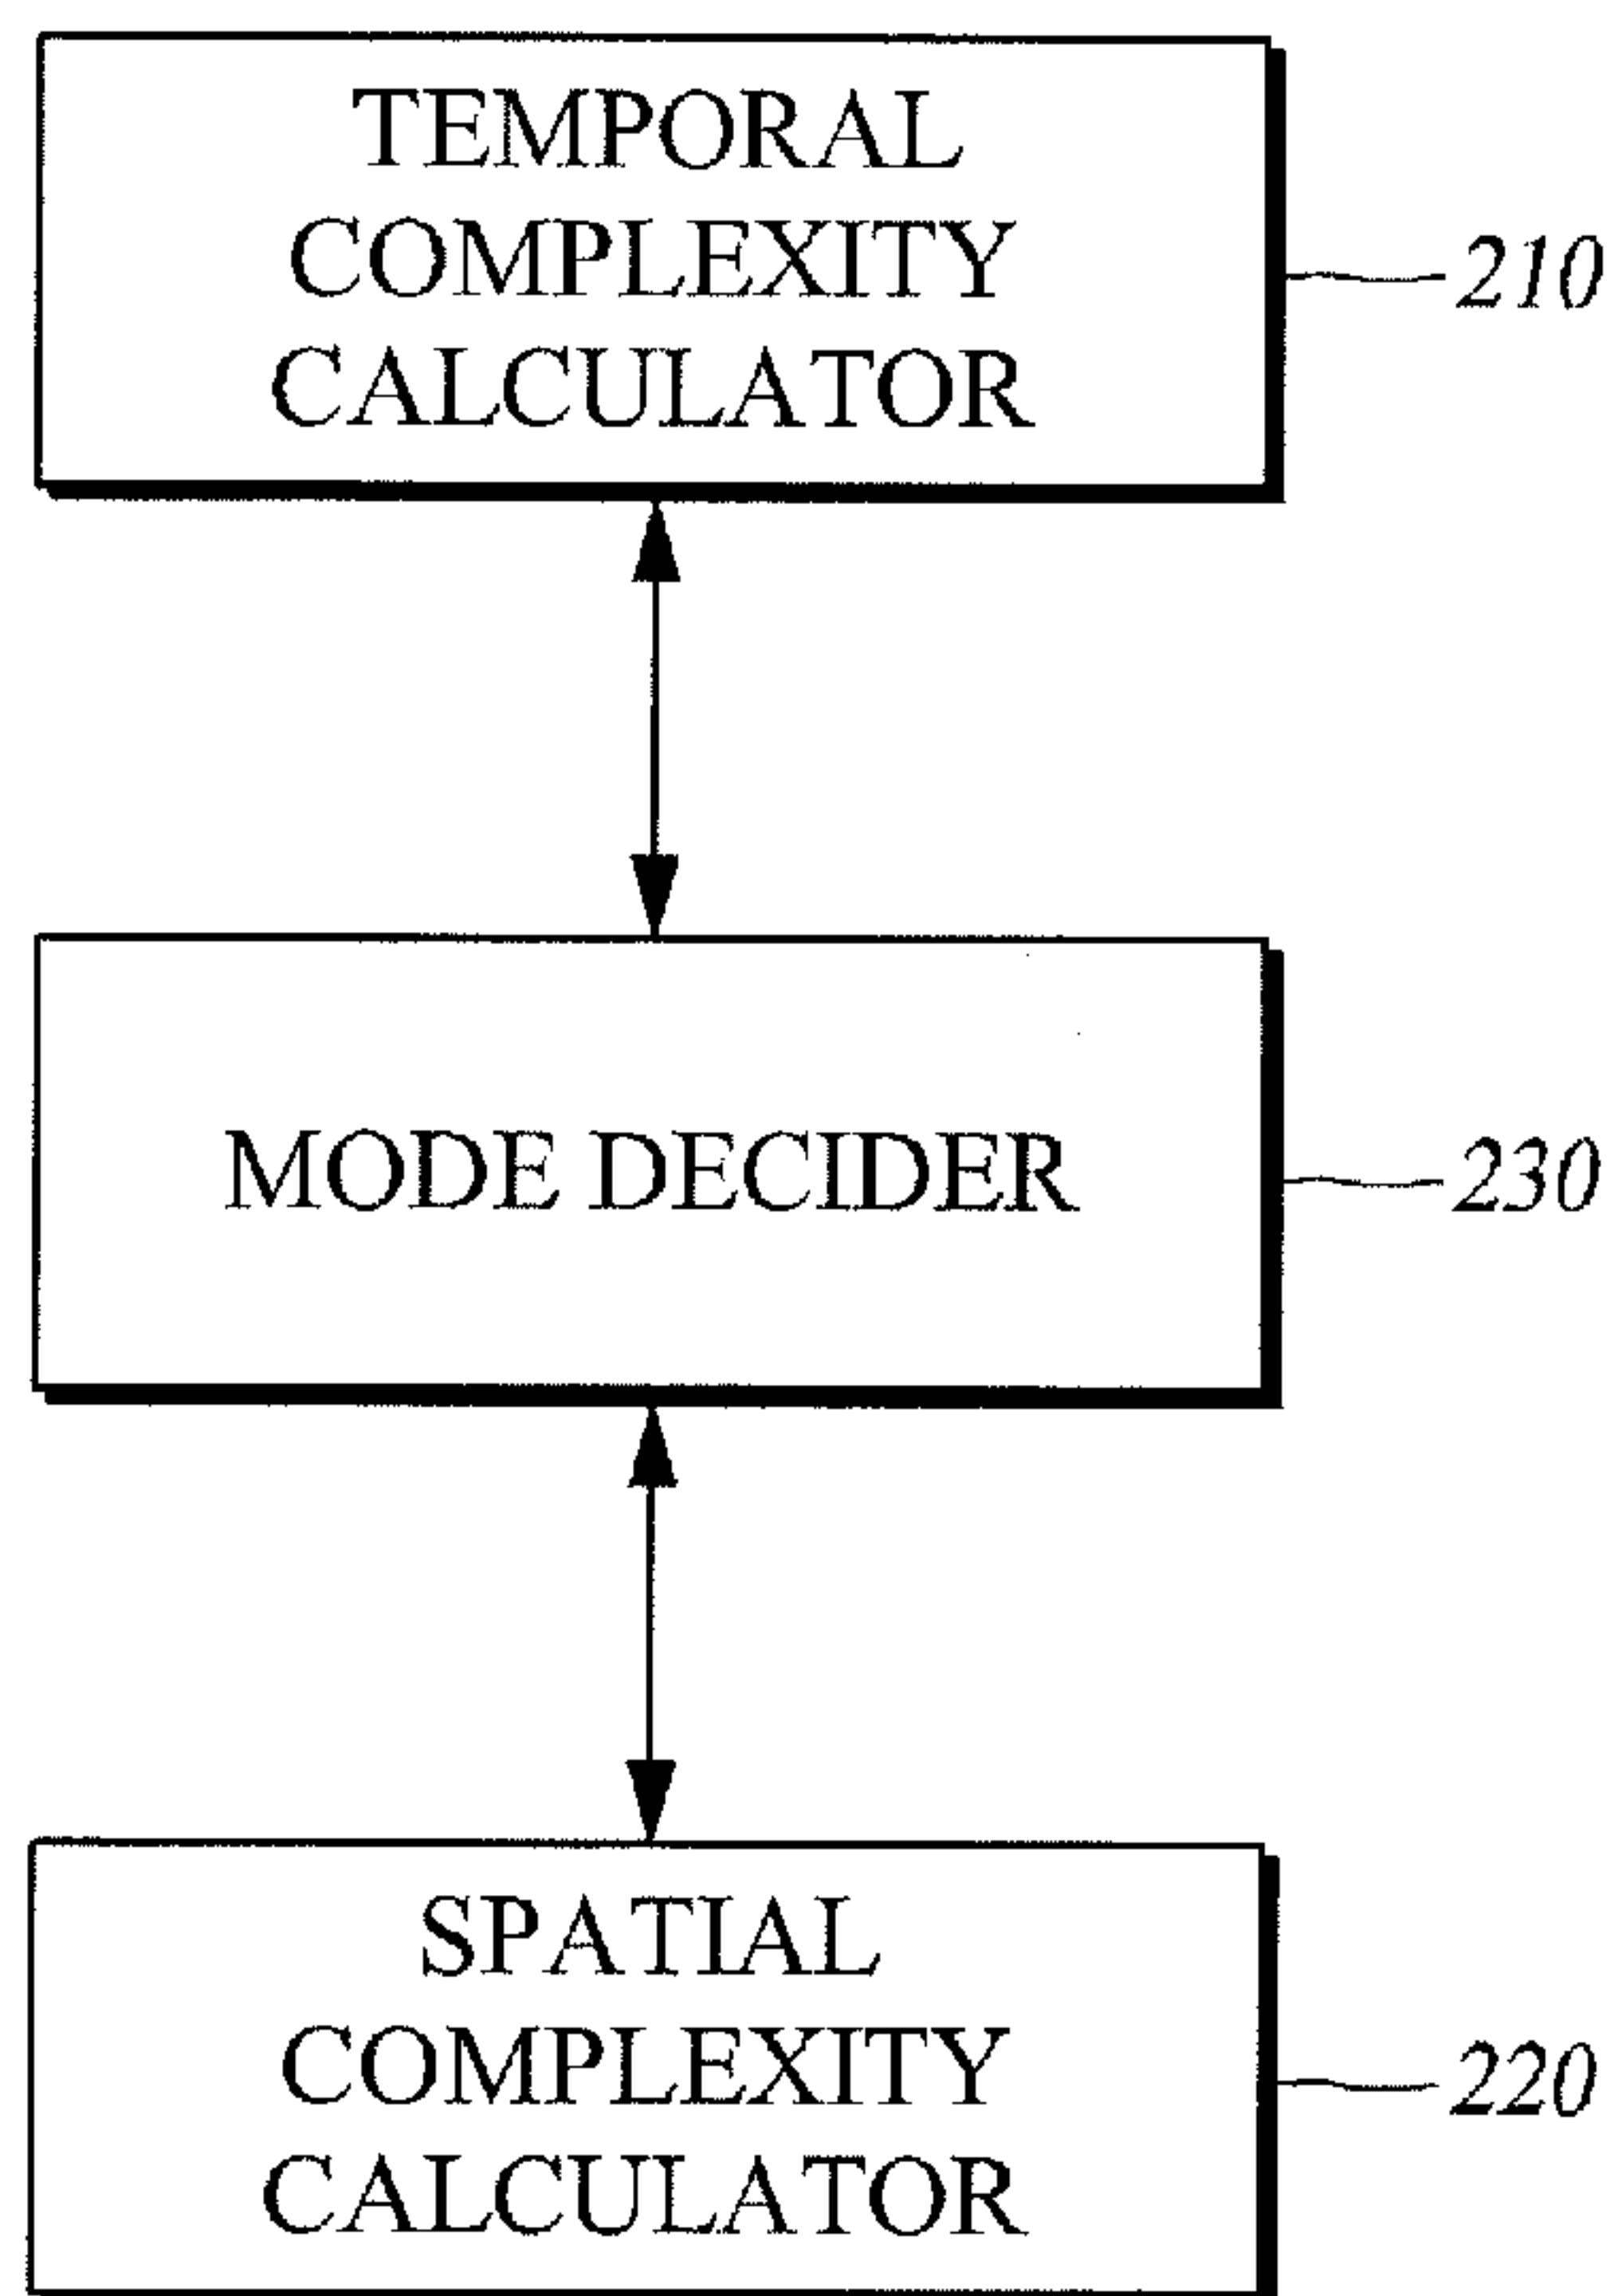 TEMPORAL
COMPLEXITY
CALCULATOR
210
MODE DECIDER
230
SPATIAL
COMPLEXITY
CALCULATOR
220